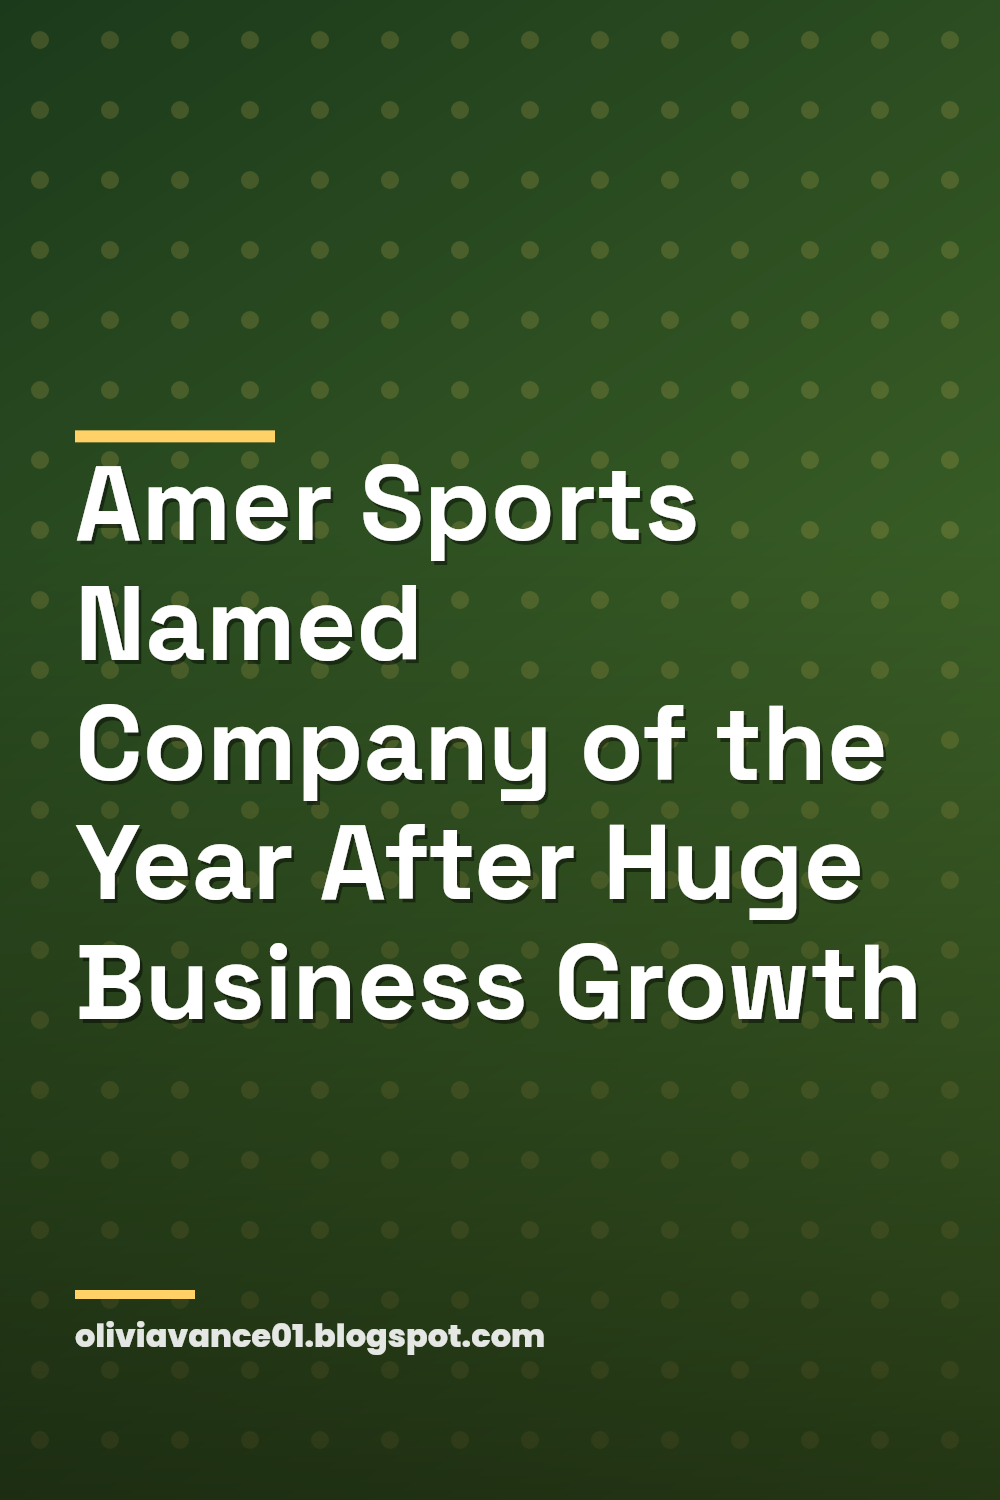 Amer Sports
Named
Company of the
Year After Huge
Business Growth
oliviavance01.blogspot.com